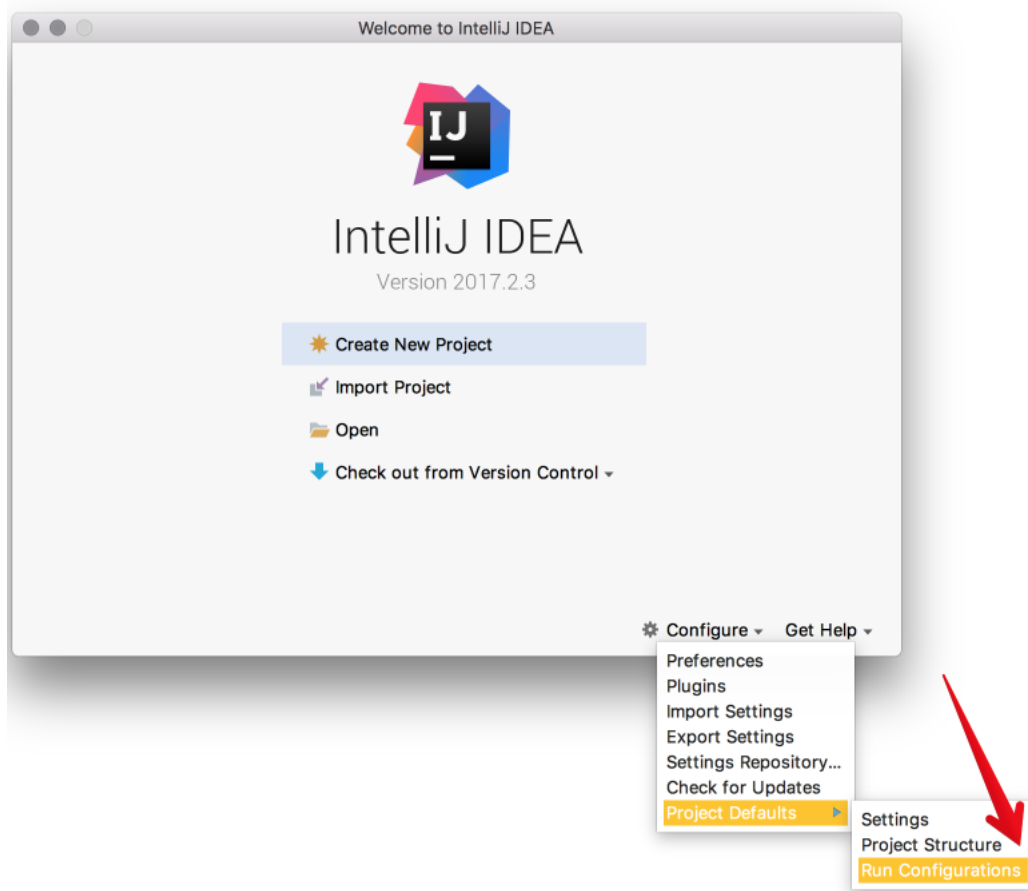 Welcome to IntelliJ IDEA
IJ
IntelliJ IDEA
Version 2017.2.3
Create New Project
Import Project
Open
Check out from Version Control
Configure Get Help
Preferences
Plugins
Import Settings
Export Settings
Settings Repository...
Check for Updates
Project Defaults
Settings
Project Structure
Run Configurations